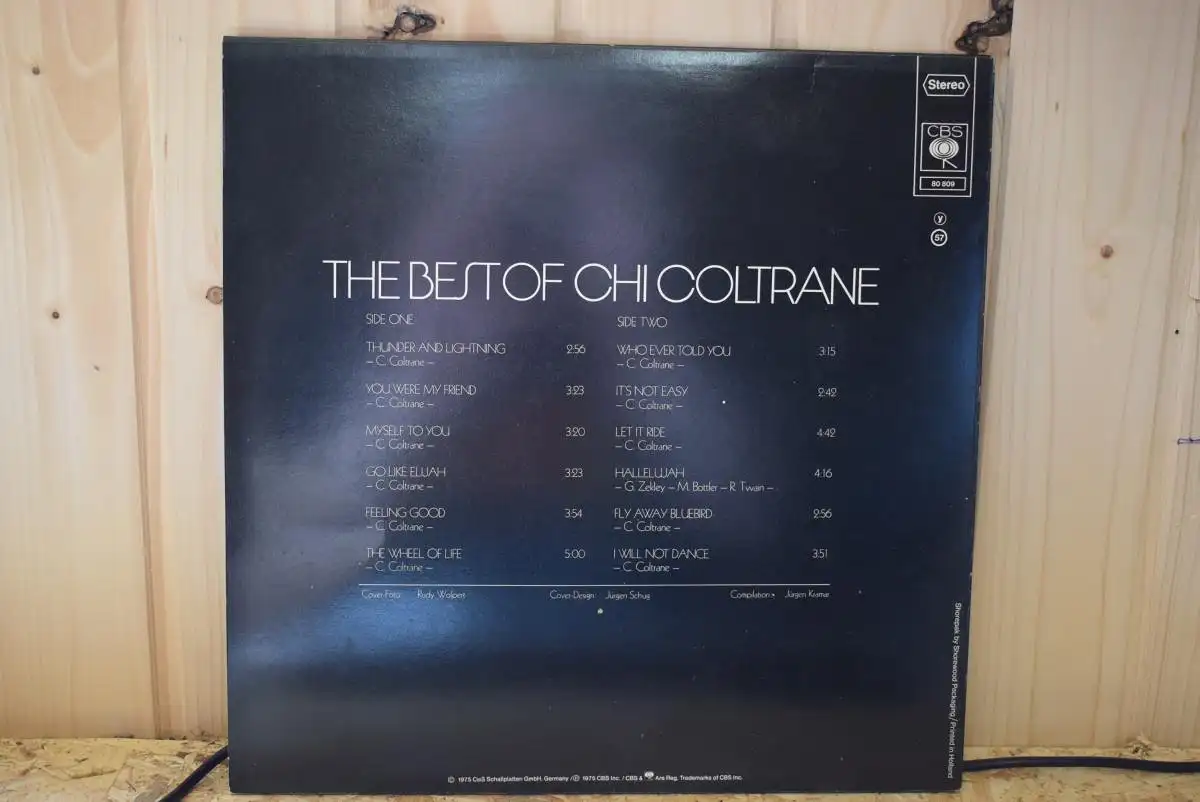 Stereo
CBS
80 809
y
57
THE BEST OF CHI COLTRANE
SIDE ONE
THUNDER AND LIGHTNING 2:56
– C. Coltrane –
YOU WERE MY FRIEND 3:23
– C. Coltrane –
MYSELF TO YOU 3:20
– C. Coltrane –
GO LIKE ELIJAH 3:23
– C. Coltrane –
FEELING GOOD 3:54
– C. Coltrane –
THE WHEEL OF LIFE 5:00
– C. Coltrane –
SIDE TWO
WHO EVER TOLD YOU 3:15
– C. Coltrane –
IT'S NOT EASY 2:42
– C. Coltrane –
LET IT RIDE 4:42
– C. Coltrane –
HALLELUJAH 4:16
– G. Zekley – M. Bottler – R. Twain –
FLY AWAY BLUEBIRD 2:56
– C. Coltrane –
I WILL NOT DANCE 3:51
– C. Coltrane –
Cover-Foto: Rudy Wolpert Cover-Design: Jürgen Schug Compilation: Jürgen Kramar
Shorepak by Shorewood Packaging / Printed in Holland
© 1975 CBS Schallplatten GmbH, Germany / ℗ 1975 CBS Inc. / CBS & Are Reg. Trademarks of CBS Inc.